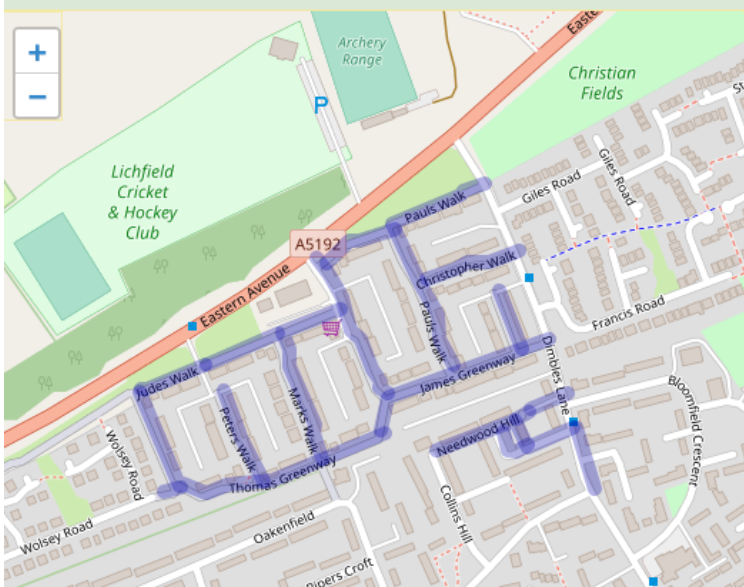 +
−
Archery
Range
Easte
P
Christian
Fields
St
Lichfield
Cricket
& Hockey
Club
Giles Road
Giles Road
Pauls Walk
A5192
Christopher Walk
Eastern Avenue
Pauls Walk
Francis Road
Judes Walk
James Greenway
Dimbles Lane
Marks Walk
Peters Walk
Bloomfield Crescent
Needwood Hill
Wolsey Road
Thomas Greenway
Collins Hill
Wolsey Road
Oakenfield
Pipers Croft